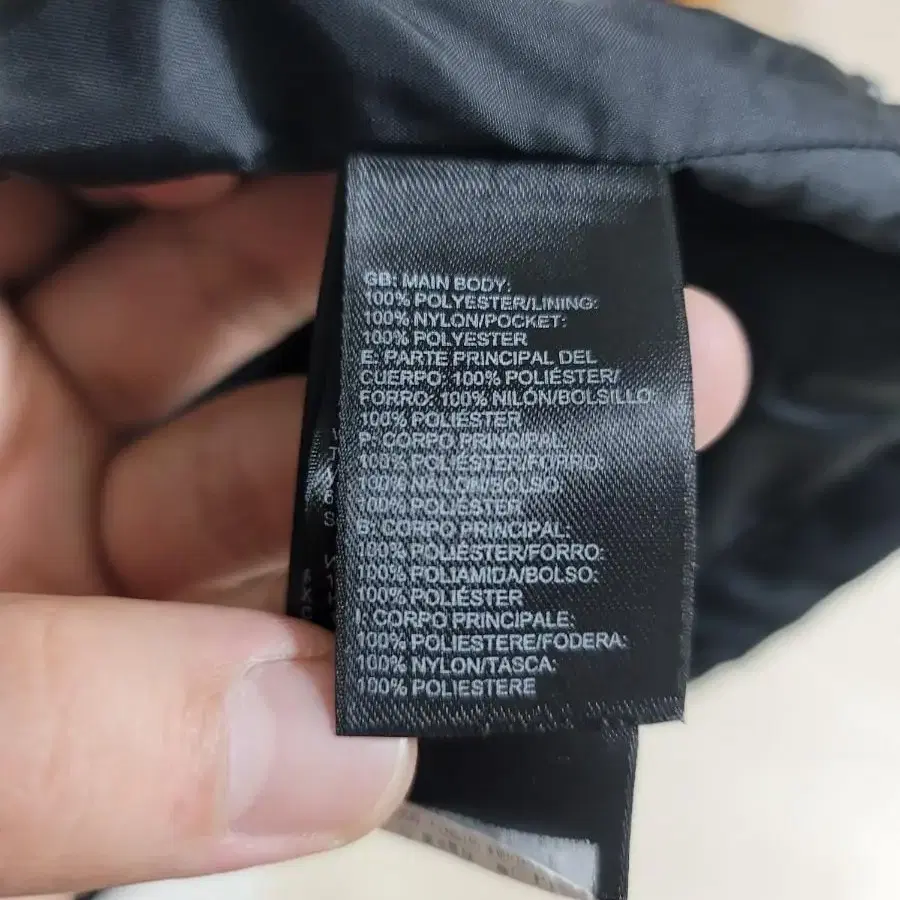 GB: MAIN BODY:
100% POLYESTER/LINING:
100% NYLON/POCKET:
100% POLYESTER
E: PARTE PRINCIPAL DEL
CUERPO: 100% POLIÉSTER/
FORRO: 100% NILÓN/BOLSILLO:
100% POLIESTER
P: CORPO PRINCIPAL:
100% POLIÉSTER/FORRO:
100% NAILON/BOLSO:
100% POLIÉSTER
B: CORPO PRINCIPAL:
100% POLIÉSTER/FORRO:
100% POLIAMIDA/BOLSO:
100% POLIÉSTER
I: CORPO PRINCIPALE:
100% POLIESTERE/FODERA:
100% NYLON/TASCA:
100% POLIESTERE